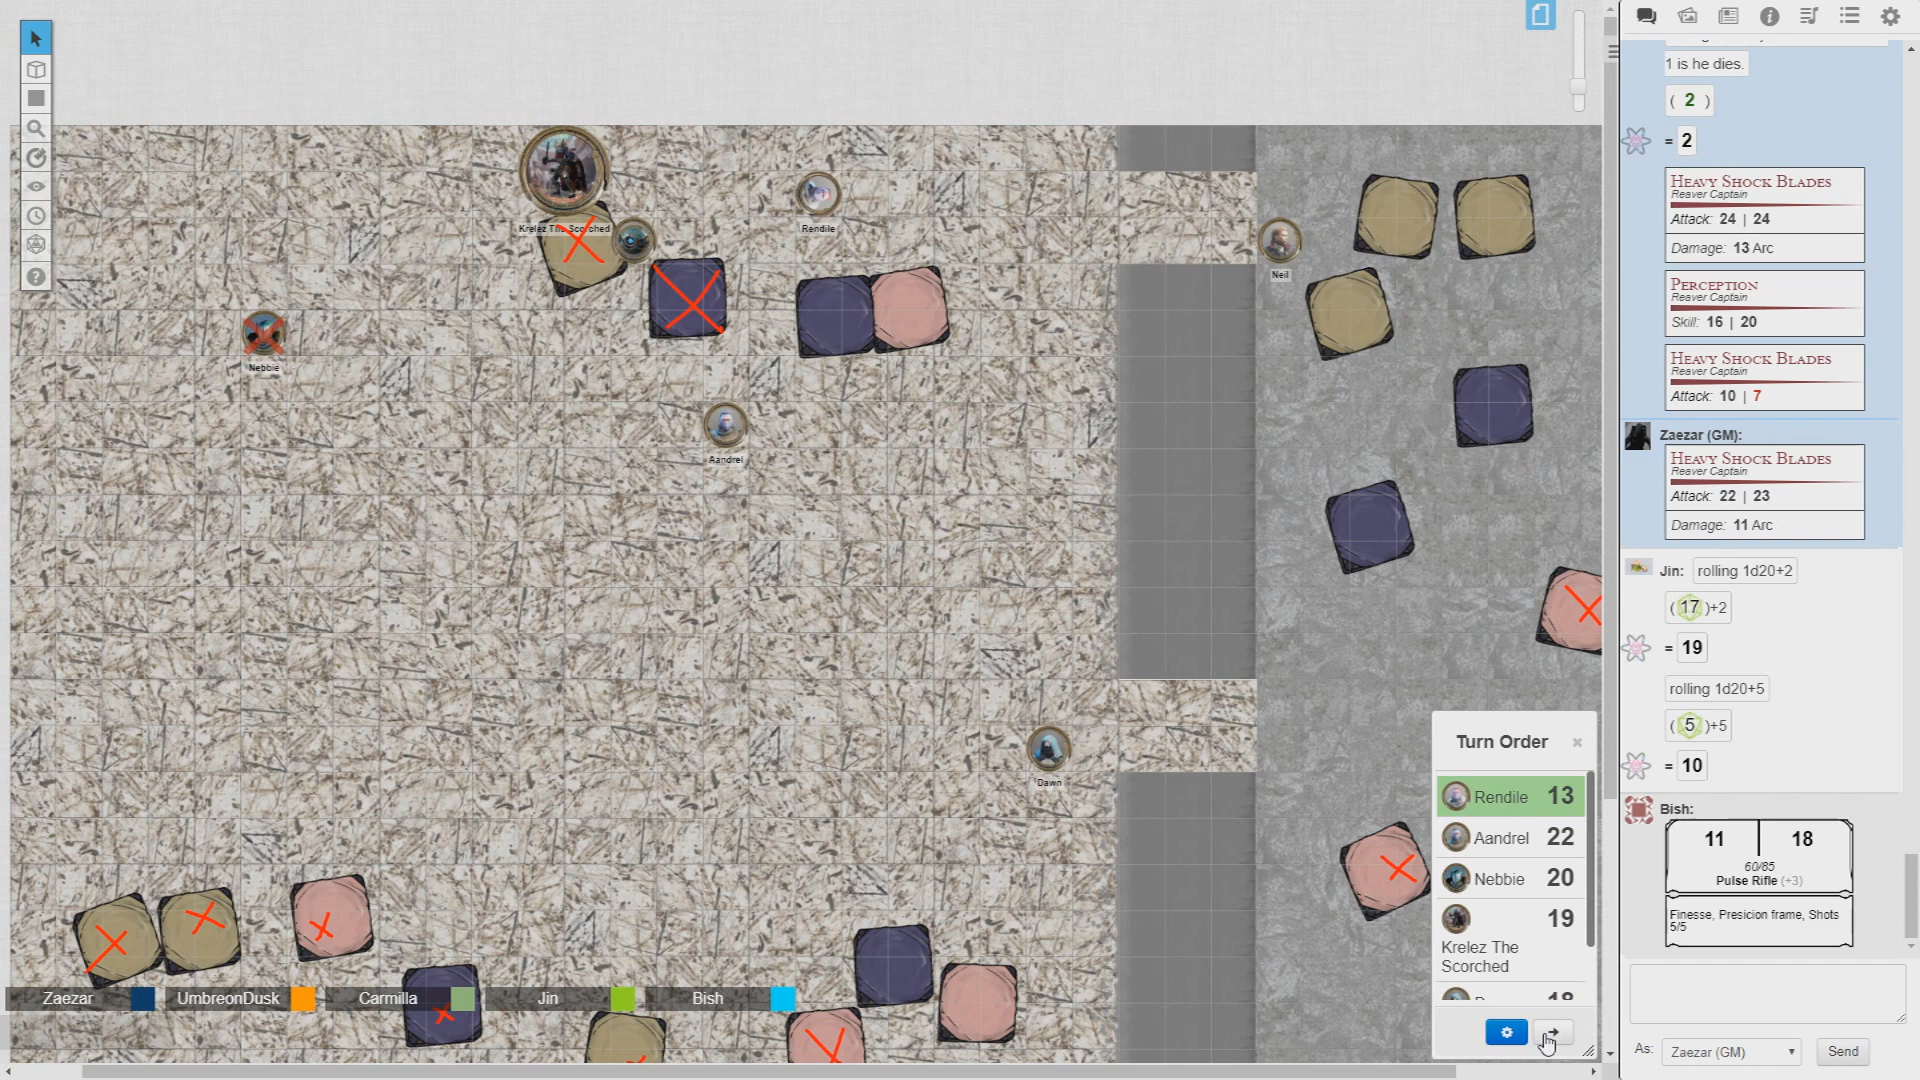 1 is he dies.
( 2 )
= 2
Heavy Shock Blades
Reaver Captain
Attack: 24 | 24
Damage: 13 Arc
Perception
Reaver Captain
Skill: 16 | 20
Heavy Shock Blades
Reaver Captain
Attack: 10 | 7
Zaezar (GM):
Heavy Shock Blades
Reaver Captain
Attack: 22 | 23
Damage: 11 Arc
Jin: rolling 1d20+2
(17)+2
= 19
rolling 1d20+5
(5)+5
= 10
Bish:
11 18
60/85
Pulse Rifle (+3)
Finesse, Presicion frame, Shots
5/5
As: Zaezar (GM) Send
Krelez The Scorched
Rendile
Neil
Nebbie
Aandrel
Dawn
Turn Order ×
Rendile 13
Aandrel 22
Nebbie 20
19
Krelez The
Scorched
Zaezar UmbreonDusk Carmilla Jin Bish